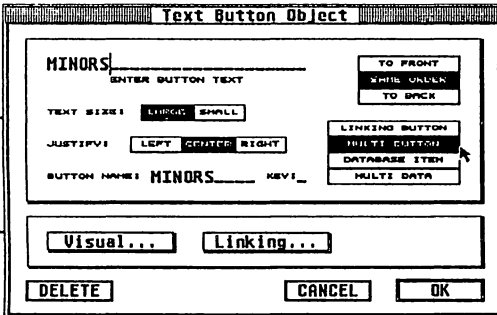 Text Button Object
MINORS
ENTER BUTTON TEXT
TO FRONT
SAME ORDER
TO BACK
TEXT SIZE: LARGE SMALL
JUSTIFY: LEFT CENTER RIGHT
LINKING BUTTON
MULTI BUTTON
DATABASE ITEM
MULTI DATA
BUTTON NAME: MINORS____ KEY:_
Visual... Linking...
DELETE CANCEL OK